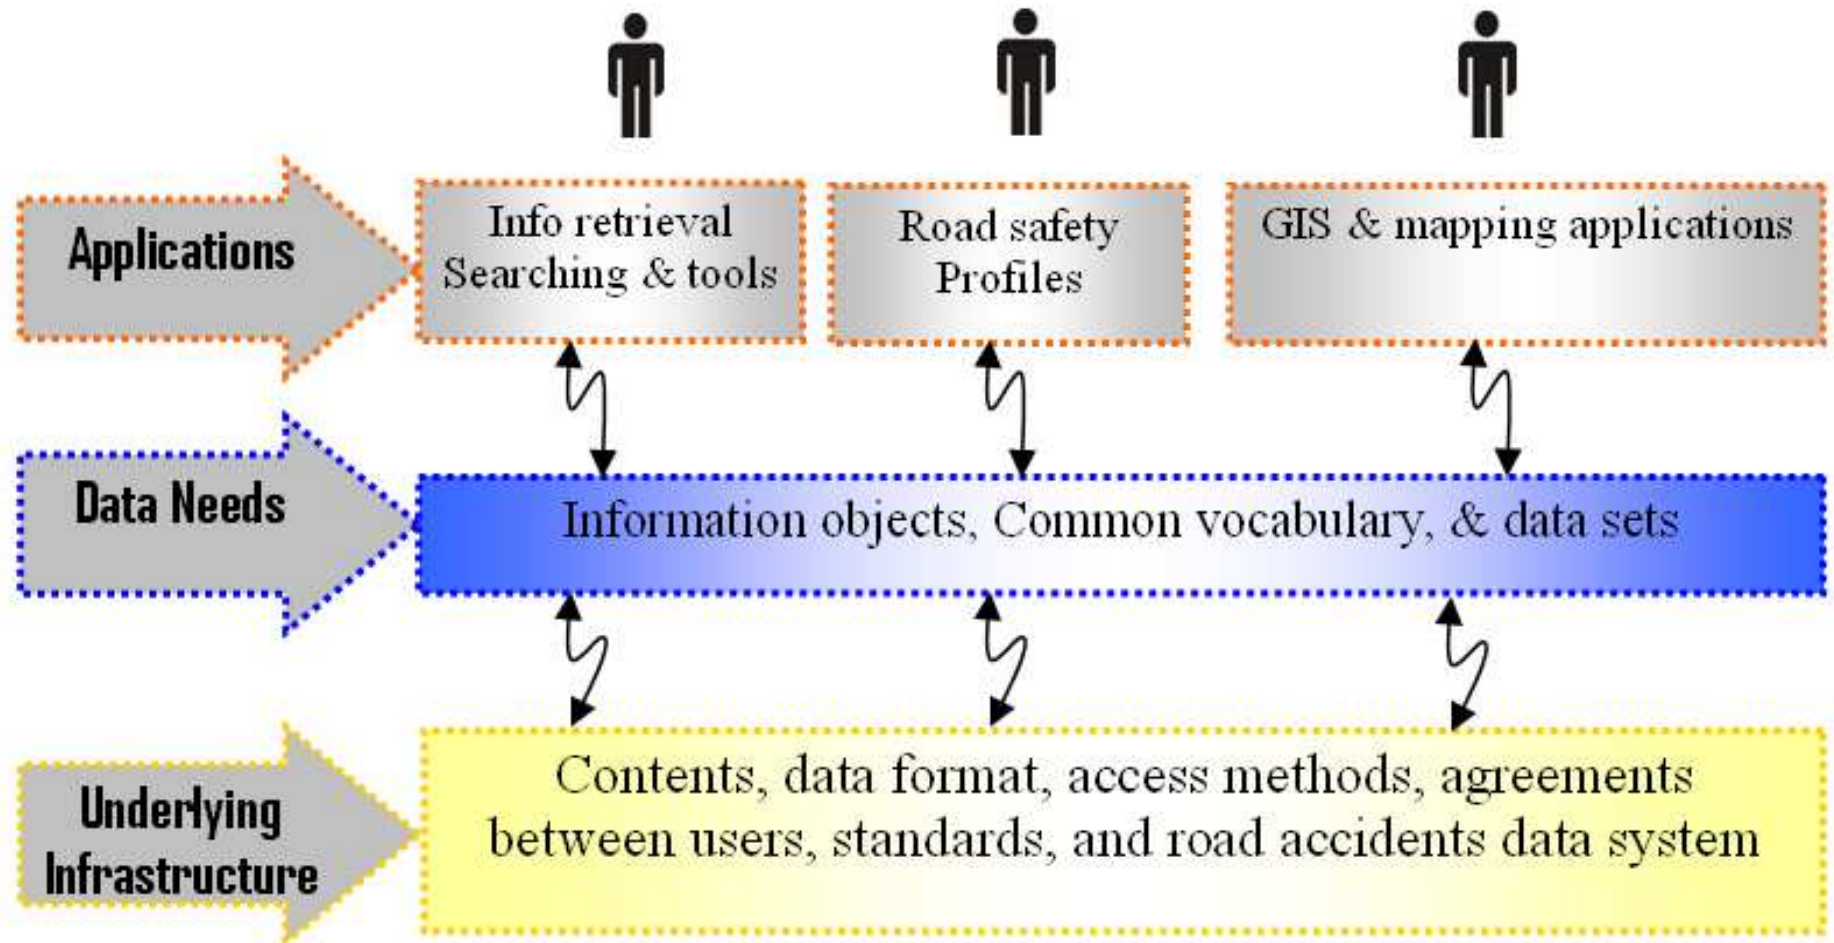 Applications
Info retrieval
Searching & tools
Road safety
Profiles
GIS & mapping applications
Data Needs
Information objects, Common vocabulary, & data sets
Underlying
Infrastructure
Contents, data format, access methods, agreements
between users, standards, and road accidents data system